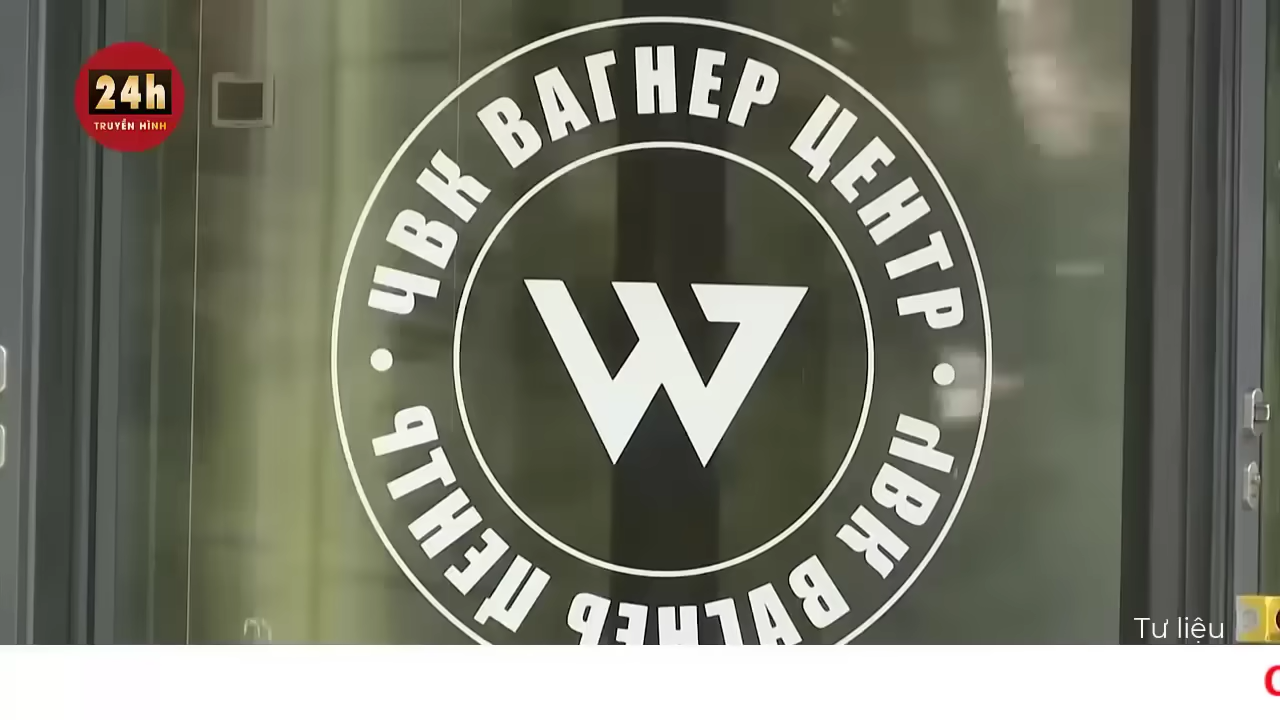 24h
TRUYỀN HÌNH
ЧВК ВАГНЕР ЦЕНТР • ЧВК ВАГНЕР ЦЕНТР •
W
Tư liệu